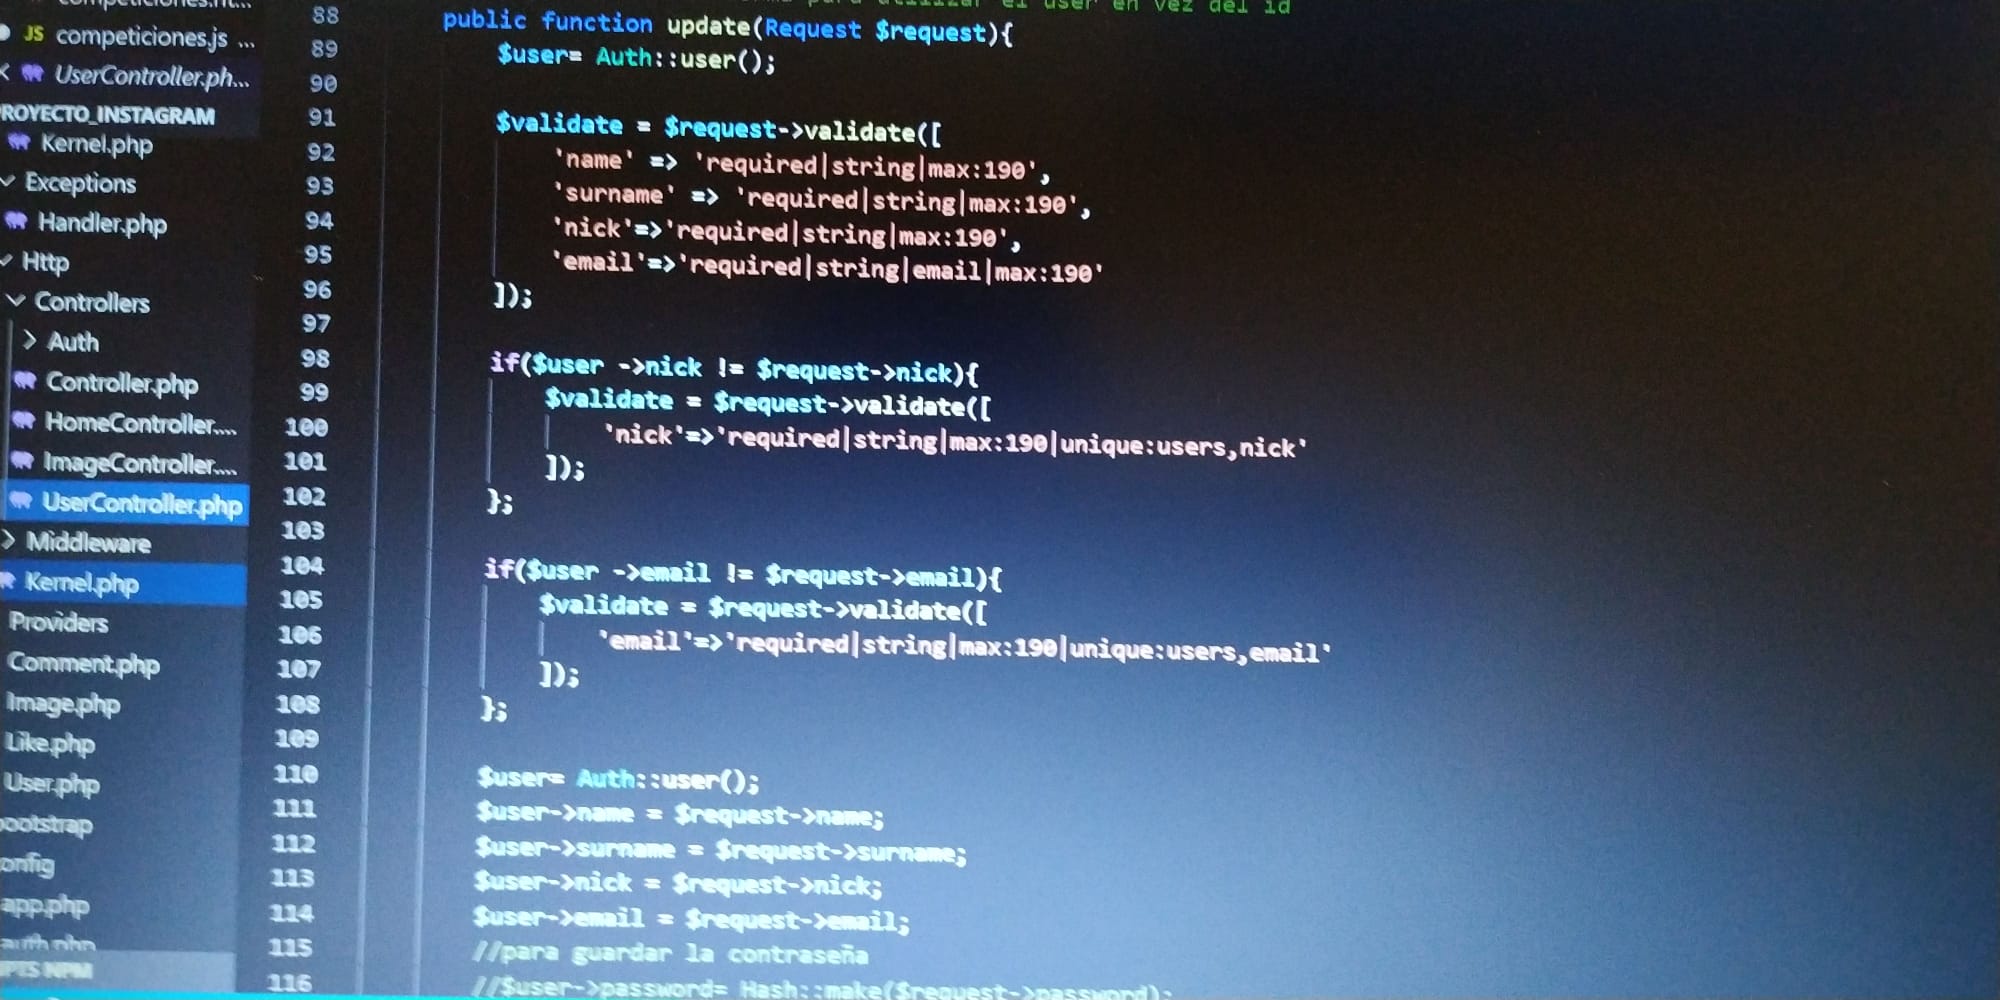 JS competiciones.js ...
UserController.ph...
ROYECTO_INSTAGRAM
Kernel.php
Exceptions
Handler.php
Http
Controllers
Auth
Controller.php
HomeController....
ImageController....
UserController.php
Middleware
Kernel.php
Providers
Comment.php
Image.php
Like.php
User.php
ootstrap
onfig
app.php
auth.php
NPM
el user en vez del id
88 public function update(Request $request){
89 $user= Auth::user();
90
91 $validate = $request->validate([
92 'name' => 'required|string|max:190',
93 'surname' => 'required|string|max:190',
94 'nick'=>'required|string|max:190',
95 'email'=>'required|string|email|max:190'
96 ]);
97
98 if($user ->nick != $request->nick){
99 $validate = $request->validate([
100 'nick'=>'required|string|max:190|unique:users,nick'
101 ]);
102 };
103
104 if($user ->email != $request->email){
105 $validate = $request->validate([
106 'email'=>'required|string|max:190|unique:users,email'
107 ]);
108 };
109
110 $user= Auth::user();
111 $user->name = $request->name;
112 $user->surname = $request->surname;
113 $user->nick = $request->nick;
114 $user->email = $request->email;
115 //para guardar la contraseña
116 //$user->password= Hash::make($request->password);